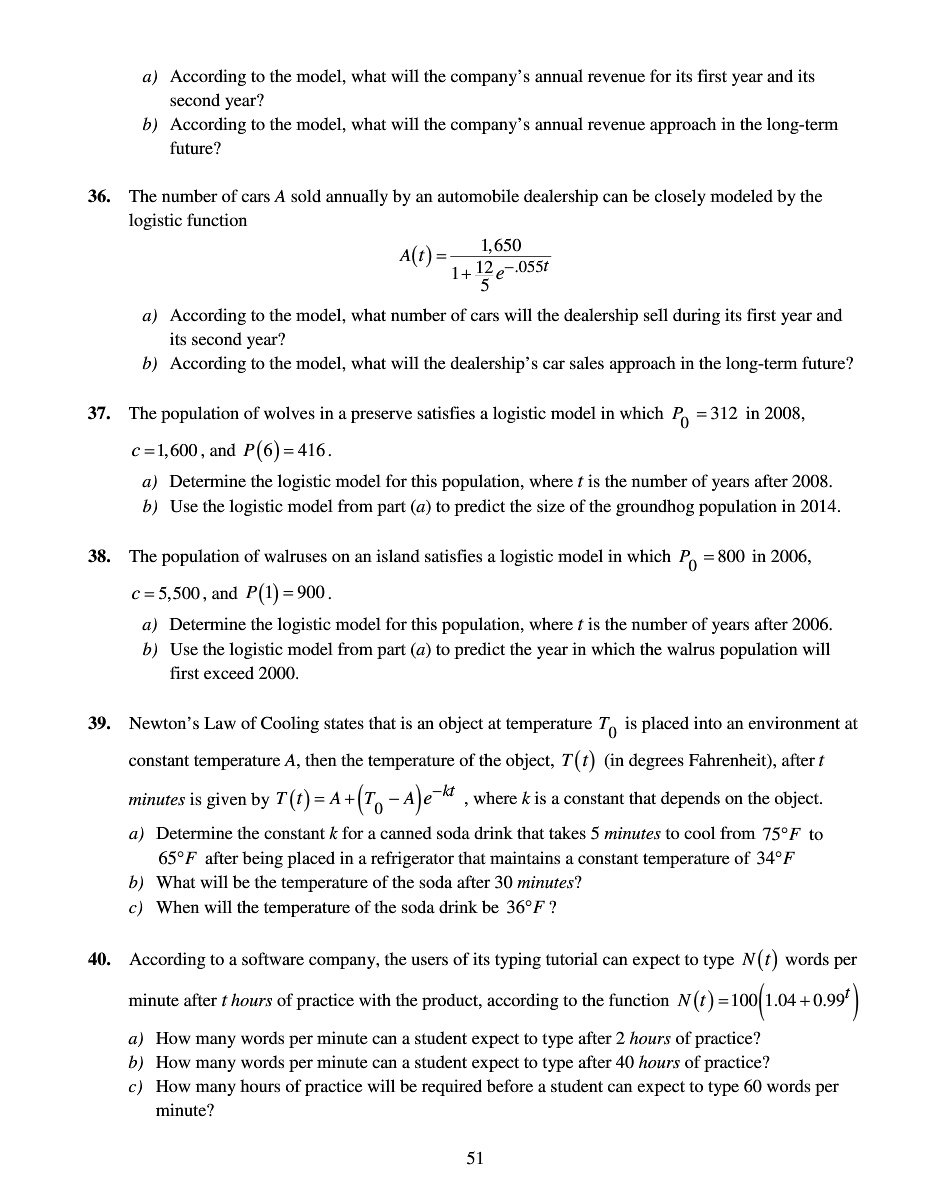 a) According to the model, what will the company's annual revenue for its first year and its
second year?
b) According to the model, what will the company's annual revenue approach in the long-term
future?
36. The number of cars A sold annually by an automobile dealership can be closely modeled by the
logistic function
A(t) = 1,650 / (1 + 12/5 e^−.055t)
a) According to the model, what number of cars will the dealership sell during its first year and
its second year?
b) According to the model, what will the dealership's car sales approach in the long-term future?
37. The population of wolves in a preserve satisfies a logistic model in which P₀ = 312 in 2008,
c = 1,600, and P(6) = 416.
a) Determine the logistic model for this population, where t is the number of years after 2008.
b) Use the logistic model from part (a) to predict the size of the groundhog population in 2014.
38. The population of walruses on an island satisfies a logistic model in which P₀ = 800 in 2006,
c = 5,500, and P(1) = 900.
a) Determine the logistic model for this population, where t is the number of years after 2006.
b) Use the logistic model from part (a) to predict the year in which the walrus population will
first exceed 2000.
39. Newton's Law of Cooling states that is an object at temperature T₀ is placed into an environment at
constant temperature A, then the temperature of the object, T(t) (in degrees Fahrenheit), after t
minutes is given by T(t) = A + (T₀ − A)e^−kt , where k is a constant that depends on the object.
a) Determine the constant k for a canned soda drink that takes 5 minutes to cool from 75°F to
65°F after being placed in a refrigerator that maintains a constant temperature of 34°F
b) What will be the temperature of the soda after 30 minutes?
c) When will the temperature of the soda drink be 36°F ?
40. According to a software company, the users of its typing tutorial can expect to type N(t) words per
minute after t hours of practice with the product, according to the function N(t) = 100(1.04 + 0.99^t)
a) How many words per minute can a student expect to type after 2 hours of practice?
b) How many words per minute can a student expect to type after 40 hours of practice?
c) How many hours of practice will be required before a student can expect to type 60 words per
minute?
51